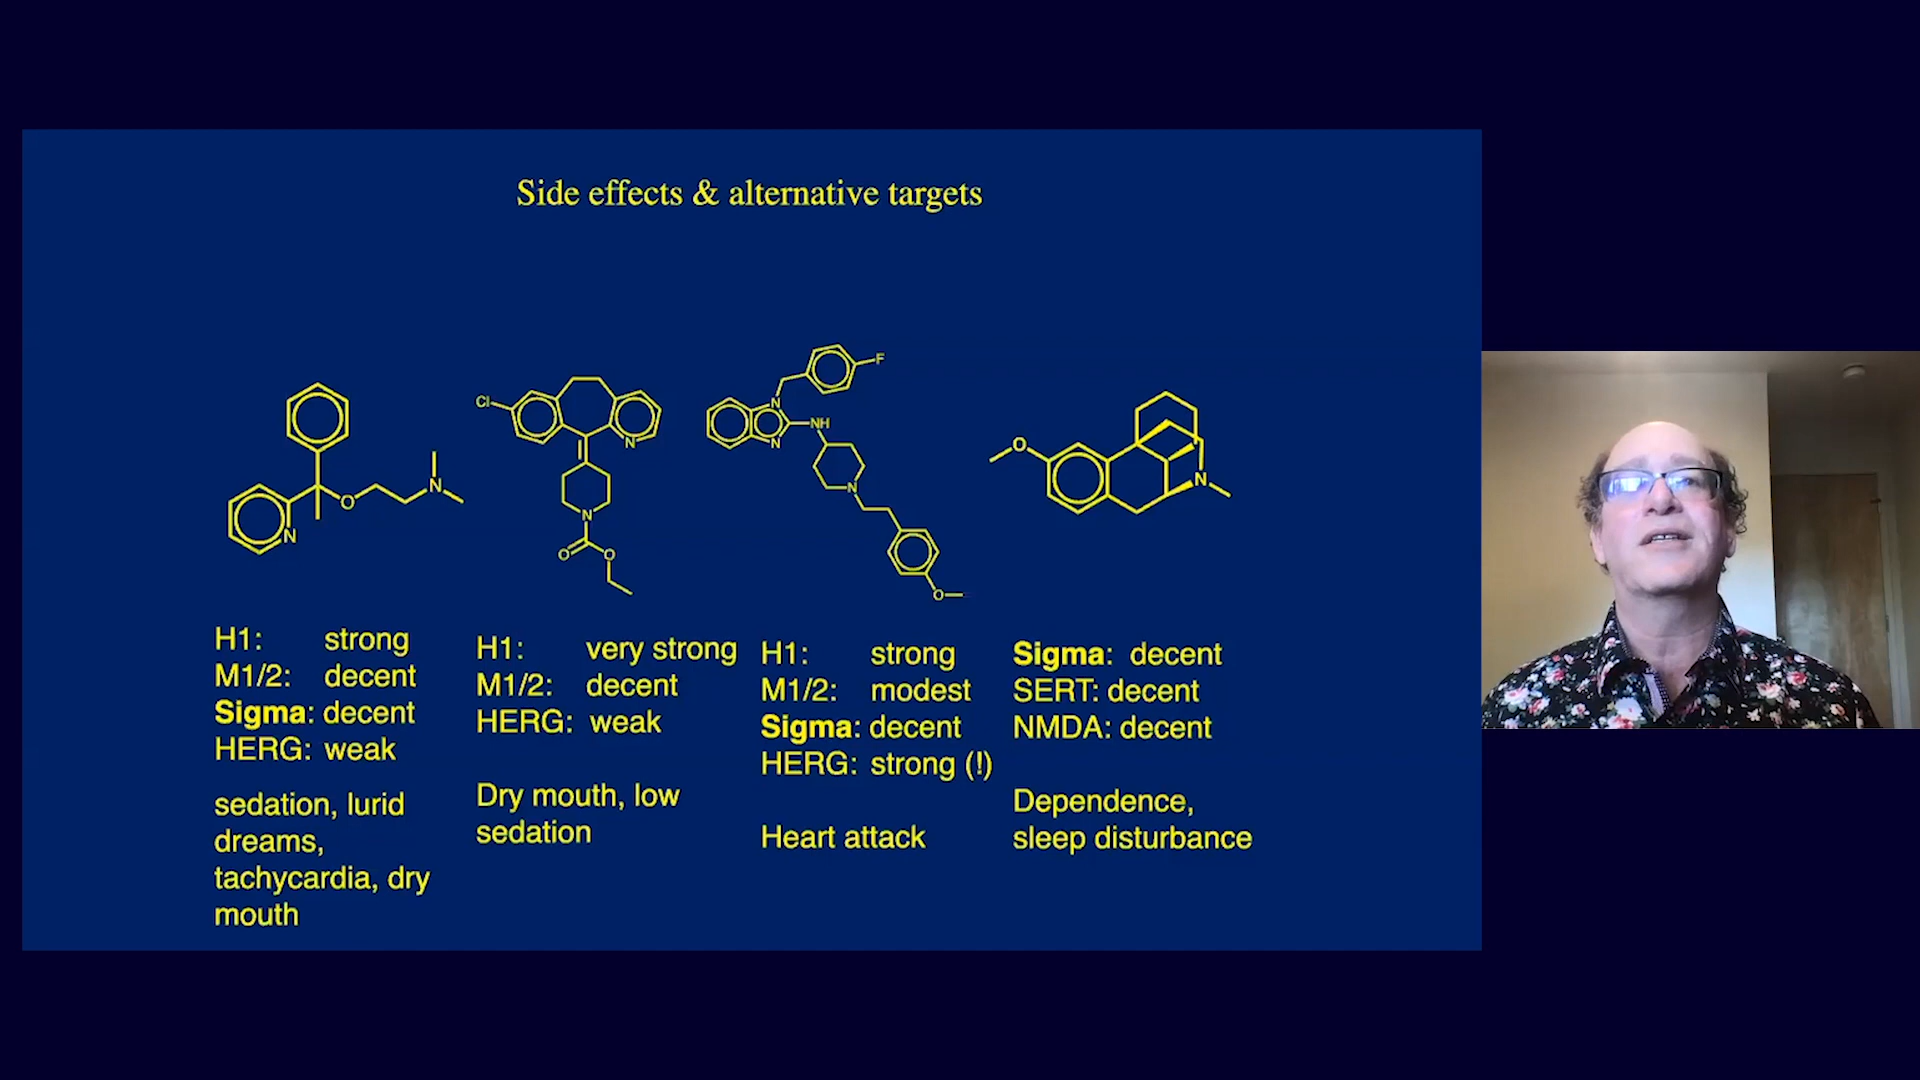 Side effects & alternative targets
N
O
N
Cl
N
N
O
O
F
N
N
NH
N
O
O
N
H1: strong
M1/2: decent
Sigma: decent
HERG: weak
sedation, lurid
dreams,
tachycardia, dry
mouth
H1: very strong
M1/2: decent
HERG: weak
Dry mouth, low
sedation
H1: strong
M1/2: modest
Sigma: decent
HERG: strong (!)
Heart attack
Sigma: decent
SERT: decent
NMDA: decent
Dependence,
sleep disturbance